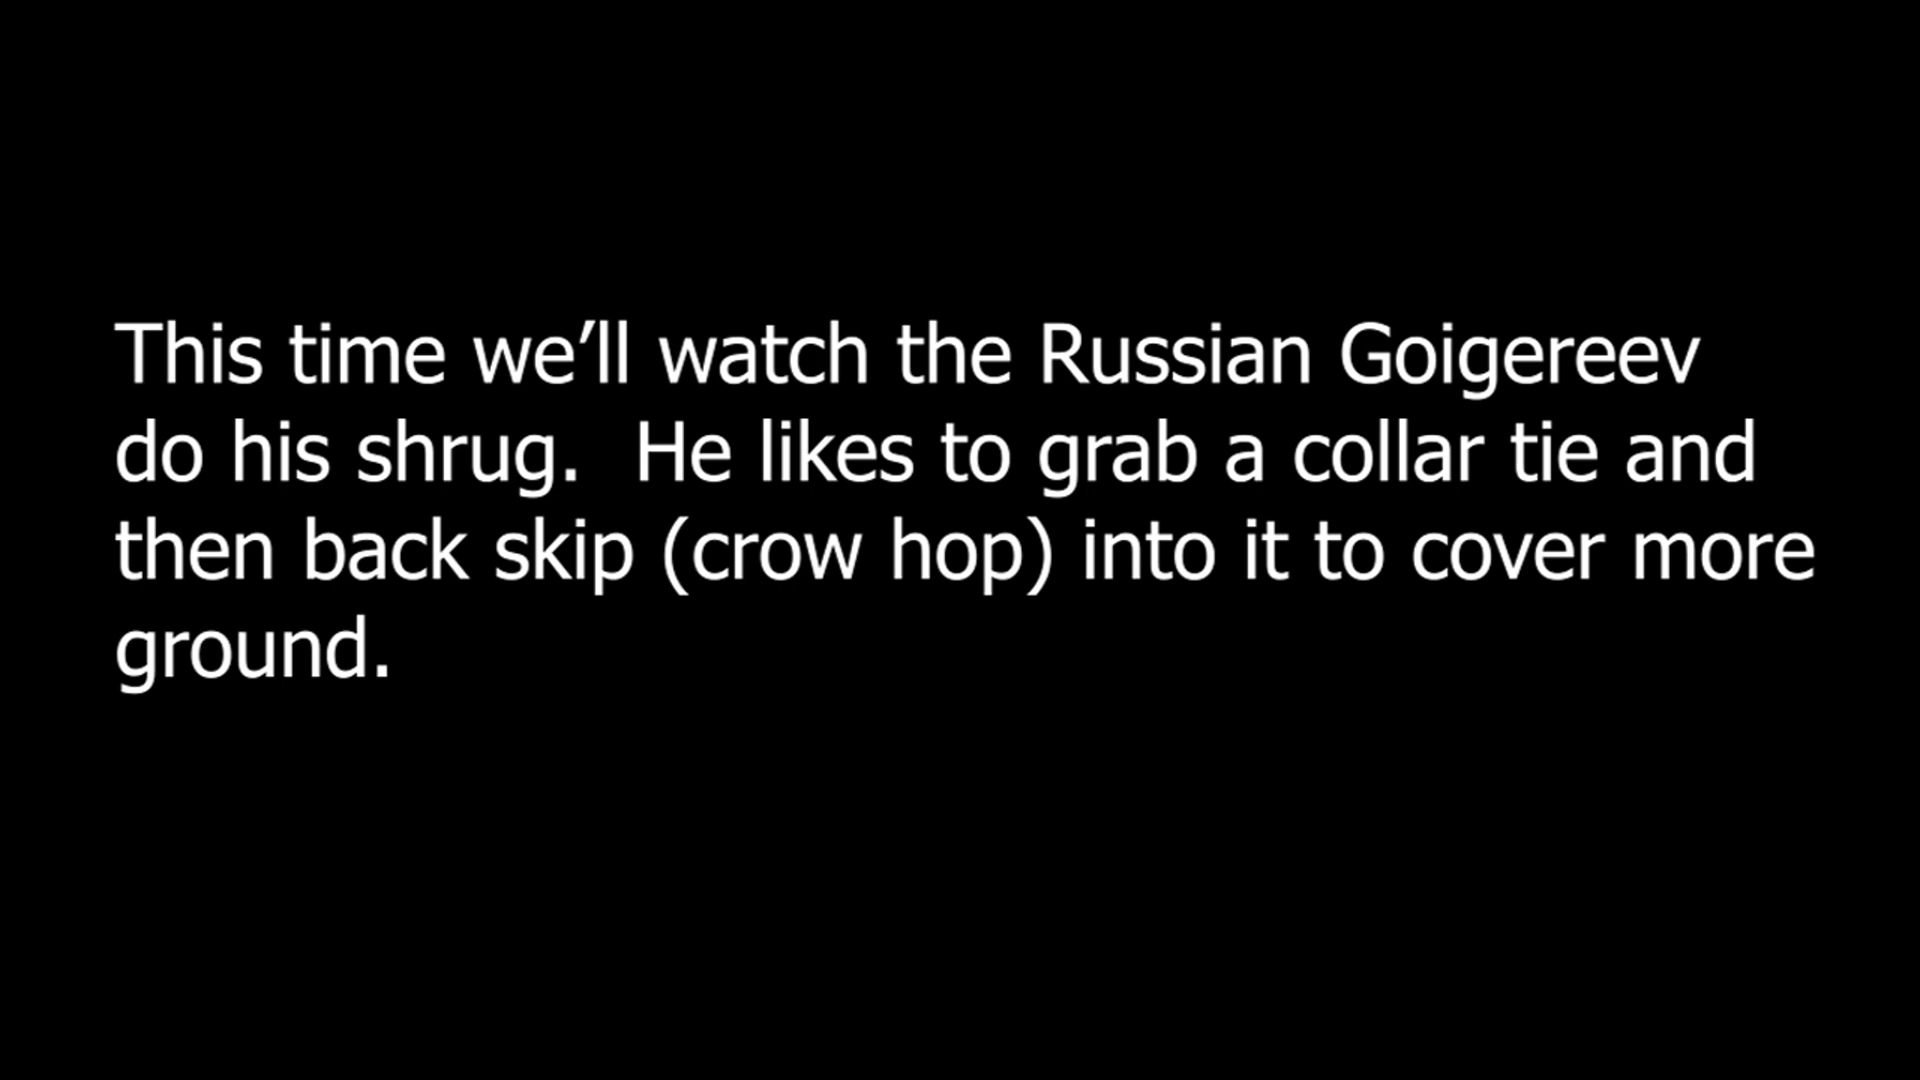 This time we’ll watch the Russian Goigereev
do his shrug.  He likes to grab a collar tie and
then back skip (crow hop) into it to cover more
ground.